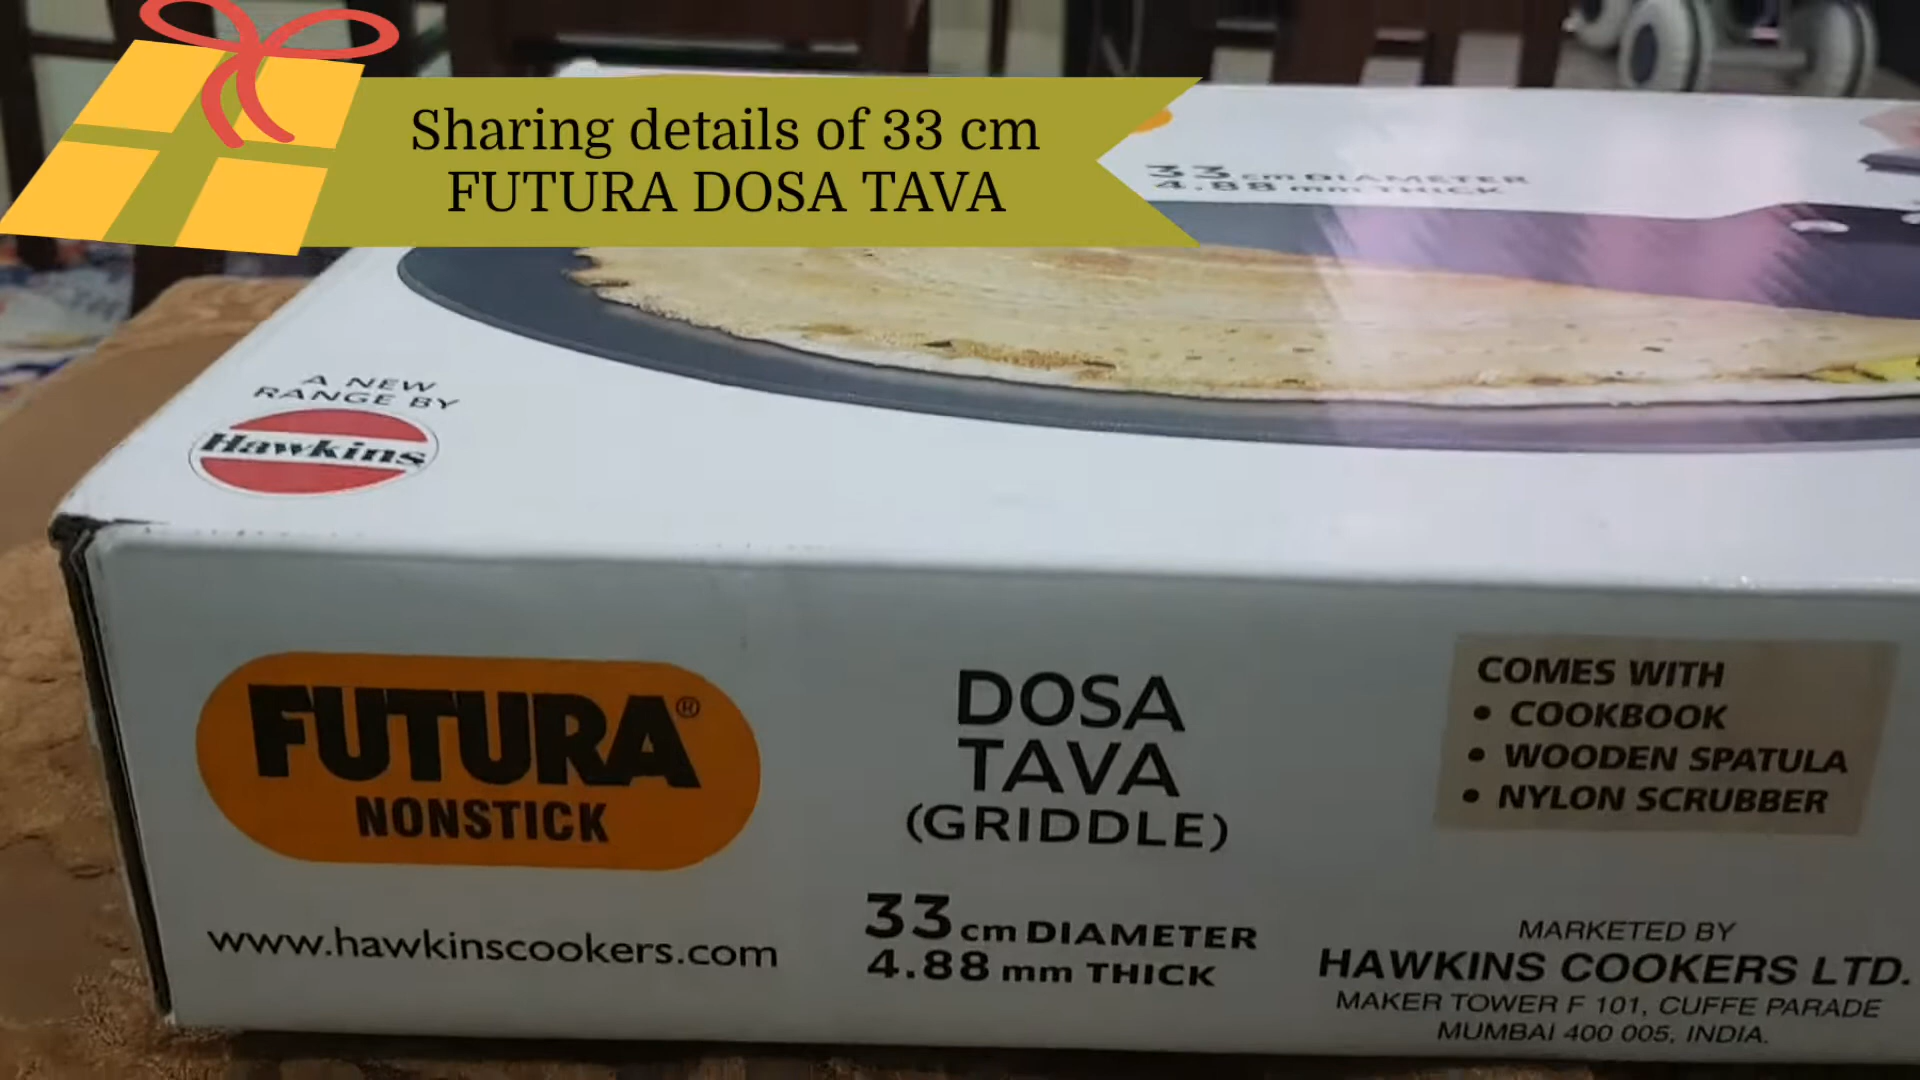 Sharing details of 33 cm
FUTURA DOSA TAVA
33 cm DIAMETER
4.88 mm THICK
A NEW
RANGE BY
Hawkins
FUTURA®
NONSTICK
www.hawkinscookers.com
DOSA
TAVA
(GRIDDLE)
33 cm DIAMETER
4.88 mm THICK
COMES WITH
• COOKBOOK
• WOODEN SPATULA
• NYLON SCRUBBER
MARKETED BY
HAWKINS COOKERS LTD.
MAKER TOWER F 101, CUFFE PARADE
MUMBAI 400 005, INDIA.